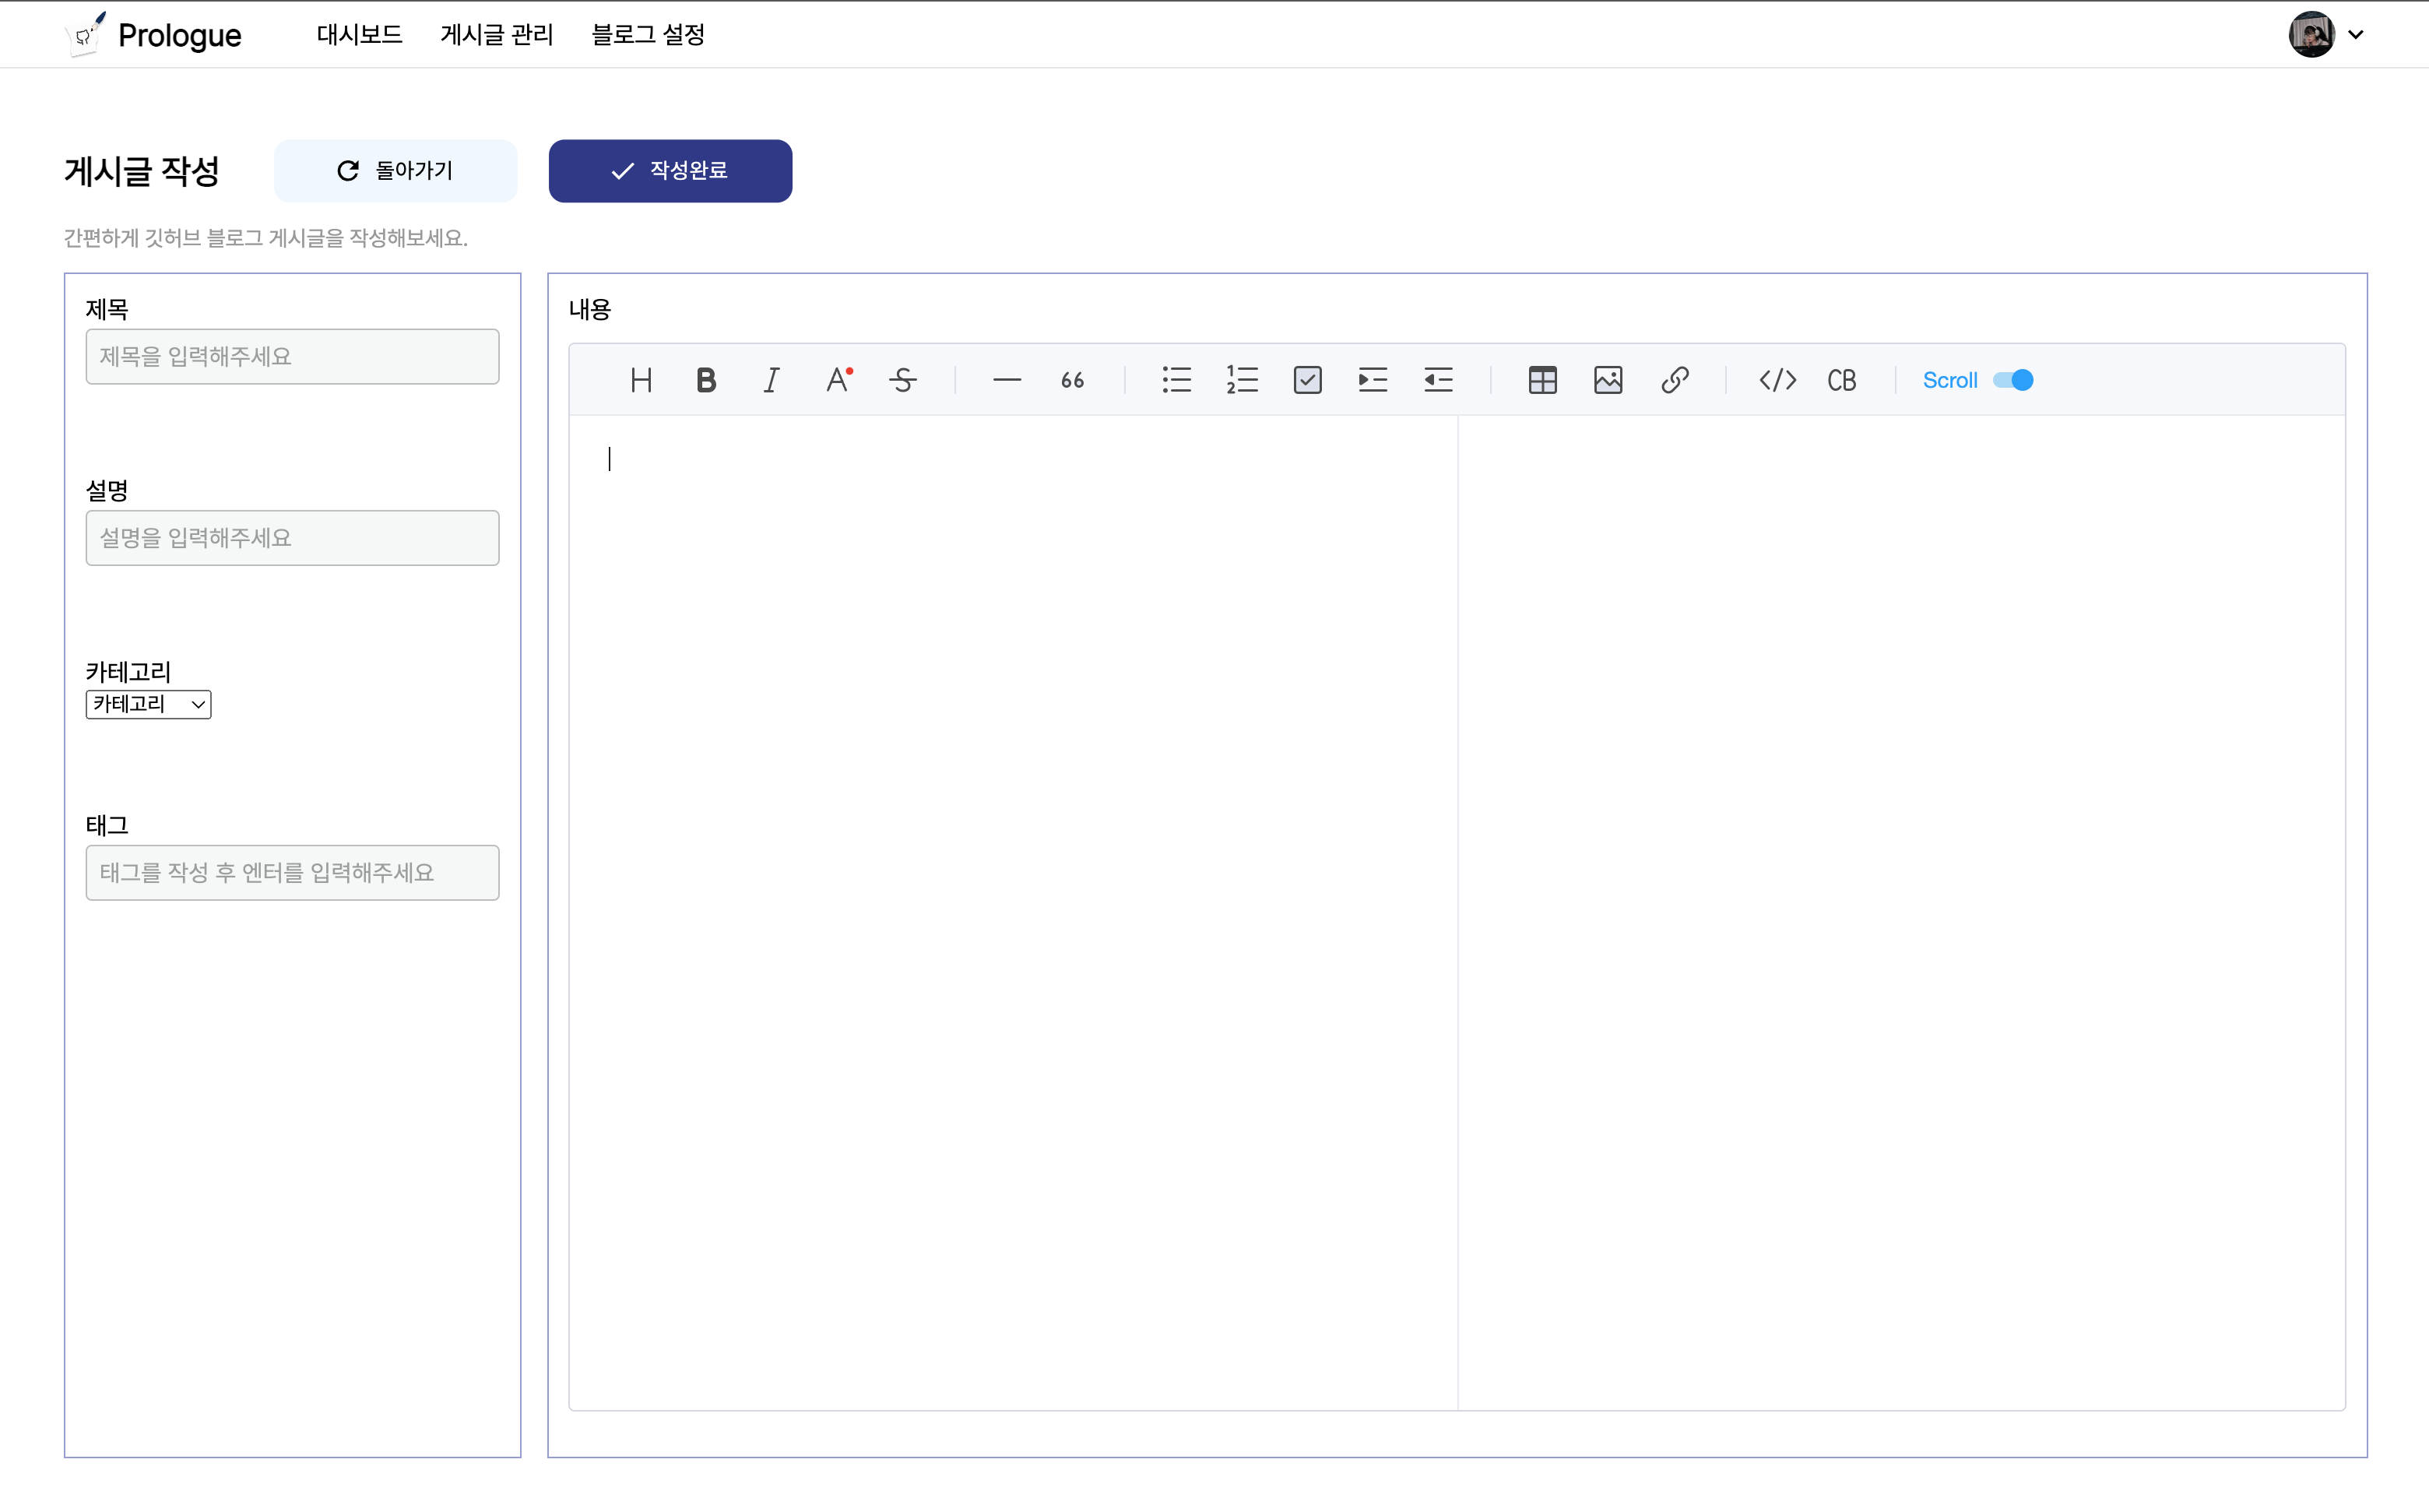 Prologue 대시보드 게시글 관리 블로그 설정
게시글 작성 돌아가기 작성완료
간편하게 깃허브 블로그 게시글을 작성해보세요.
제목
제목을 입력해주세요
설명
설명을 입력해주세요
카테고리
카테고리
태그
태그를 작성 후 엔터를 입력해주세요
내용
H B I A S 66 CB Scroll